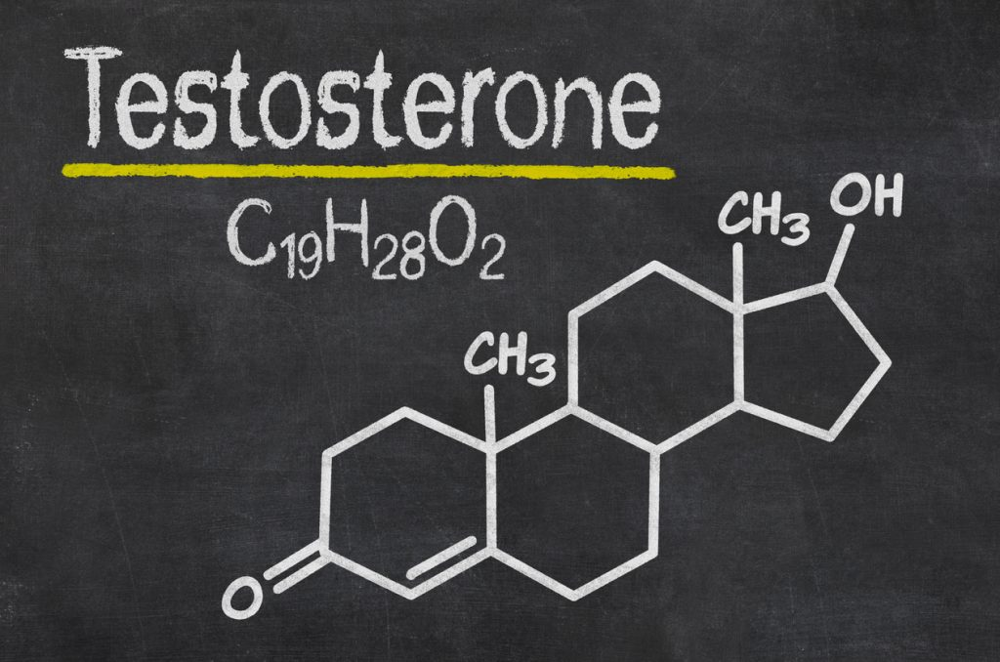 Testosterone
C₁₉H₂₈O₂
CH₃
OH
CH₃
O